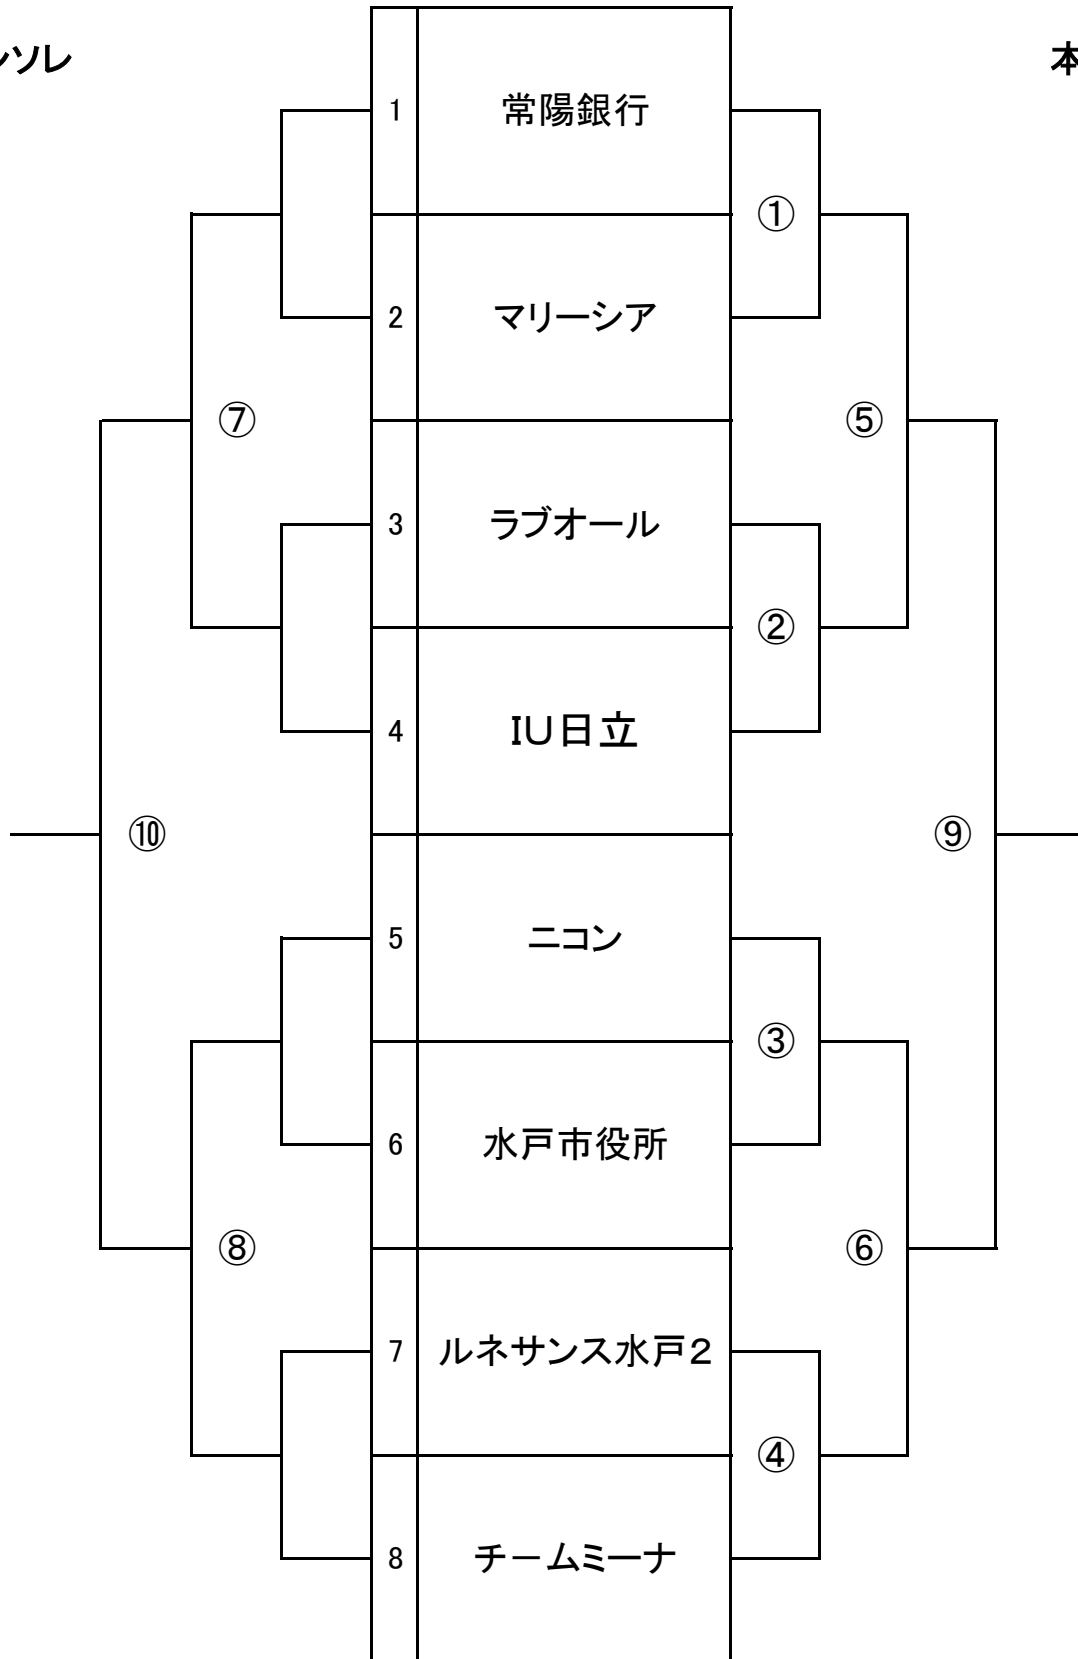 ンソレ
本
1 常陽銀行
①
2 マリーシア
⑦ ⑤
3 ラブオール
②
4 IU日立
⑩ ⑨
5 ニコン
③
6 水戸市役所
⑧ ⑥
7 ルネサンス水戸2
④
8 チームミーナ